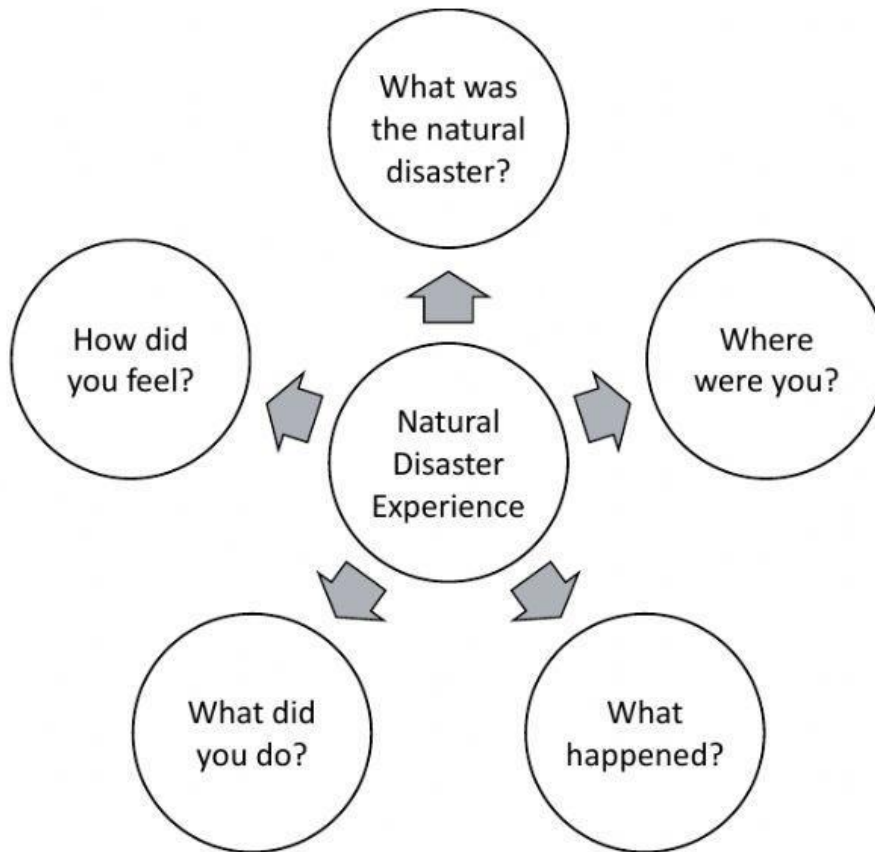 What was
the natural
disaster?
How did
you feel?
Where
were you?
Natural
Disaster
Experience
What did
you do?
What
happened?